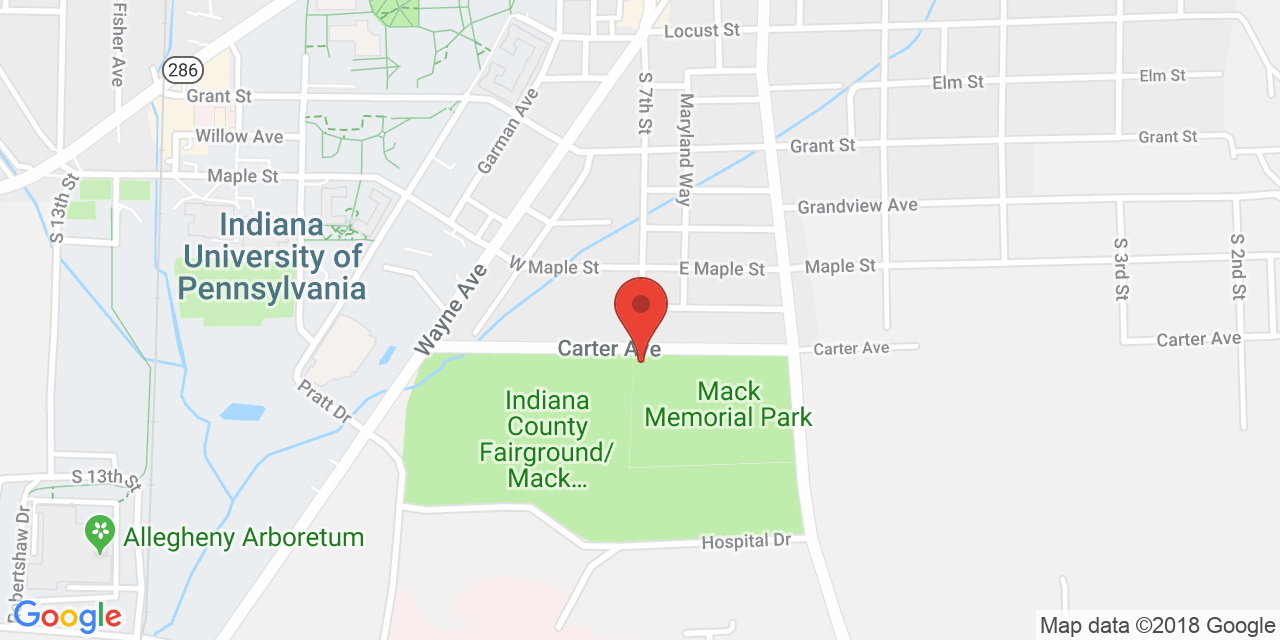 Fisher Ave
Locust St
286
Grant St
S 7th St
Elm St
Elm St
Willow Ave
Garman Ave
Maryland Way
Grant St
Grant St
Maple St
S 13th St
Grandview Ave
Indiana
University of
Pennsylvania
W Maple St
E Maple St
Maple St
S 3rd St
S 2nd St
Wayne Ave
Carter Ave
Carter Ave
Carter Ave
Pratt Dr
Indiana
County
Fairground/
Mack...
Mack
Memorial Park
S 13th St
Robertshaw Dr
Allegheny Arboretum
Hospital Dr
Google
Map data ©2018 Google